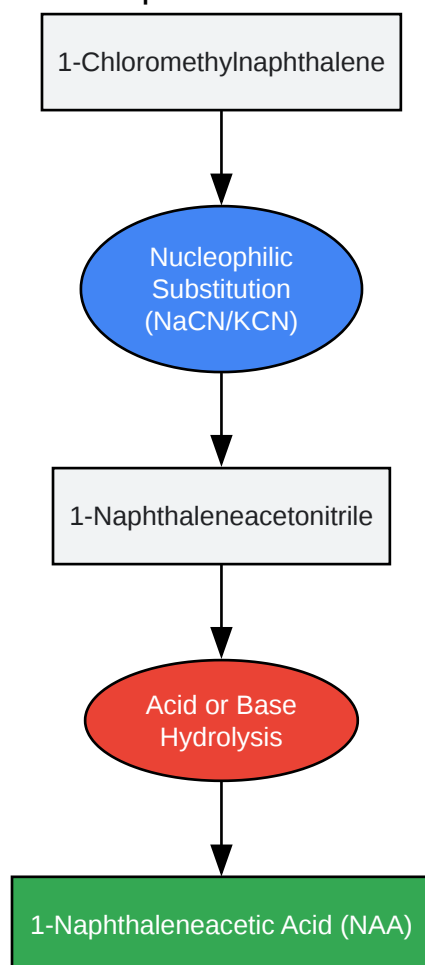 1-Chloromethylnaphthalene
Nucleophilic
Substitution
(NaCN/KCN)
1-Naphthaleneacetonitrile
Acid or Base
Hydrolysis
1-Naphthaleneacetic Acid (NAA)